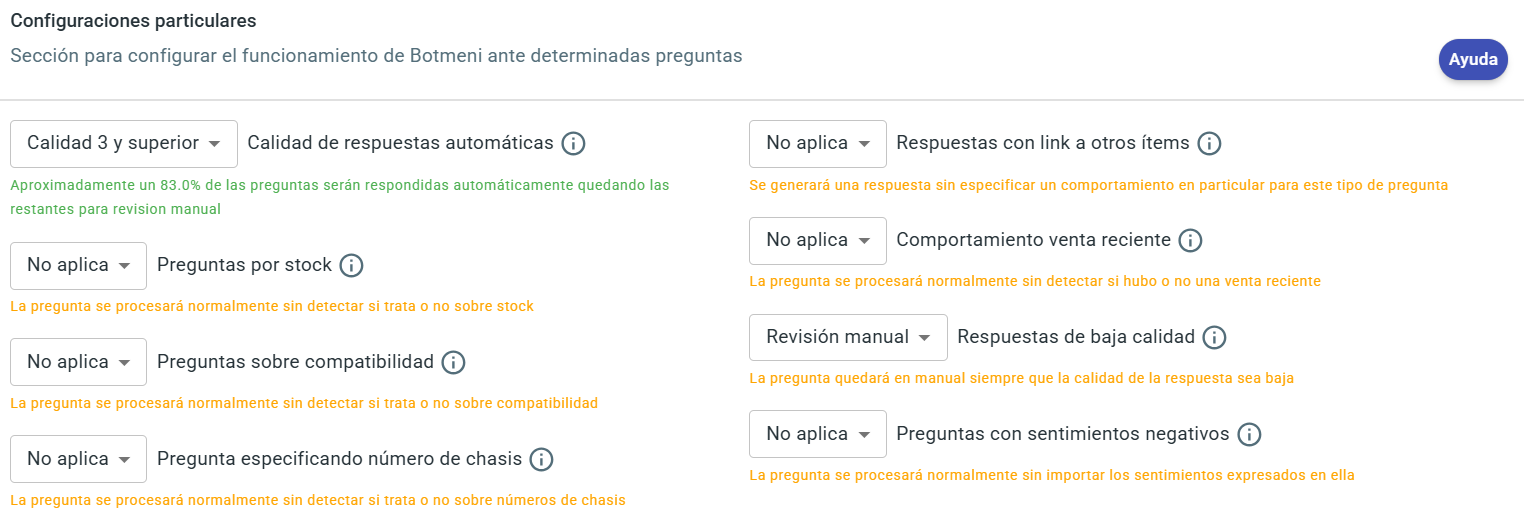 Configuraciones particulares
Sección para configurar el funcionamiento de Botmeni ante determinadas preguntas
Ayuda
Calidad 3 y superior Calidad de respuestas automáticas
Aproximadamente un 83.0% de las preguntas serán respondidas automáticamente quedando las
restantes para revision manual
No aplica Preguntas por stock
La pregunta se procesará normalmente sin detectar si trata o no sobre stock
No aplica Preguntas sobre compatibilidad
La pregunta se procesará normalmente sin detectar si trata o no sobre compatibilidad
No aplica Pregunta especificando número de chasis
La pregunta se procesará normalmente sin detectar si trata o no sobre números de chasis
No aplica Respuestas con link a otros ítems
Se generará una respuesta sin especificar un comportamiento en particular para este tipo de pregunta
No aplica Comportamiento venta reciente
La pregunta se procesará normalmente sin detectar si hubo o no una venta reciente
Revisión manual Respuestas de baja calidad
La pregunta quedará en manual siempre que la calidad de la respuesta sea baja
No aplica Preguntas con sentimientos negativos
La pregunta se procesará normalmente sin importar los sentimientos expresados en ella